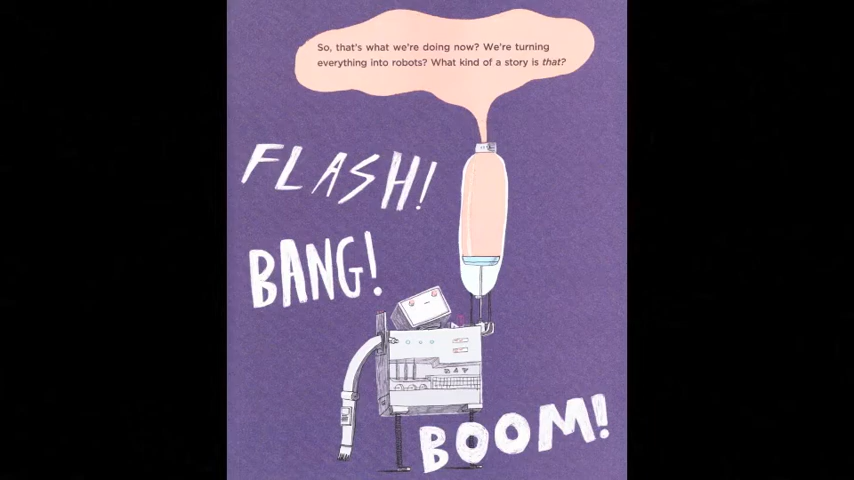 So, that's what we're doing now? We're turning
everything into robots? What kind of a story is that?
FLASH!
BANG!
BOOM!